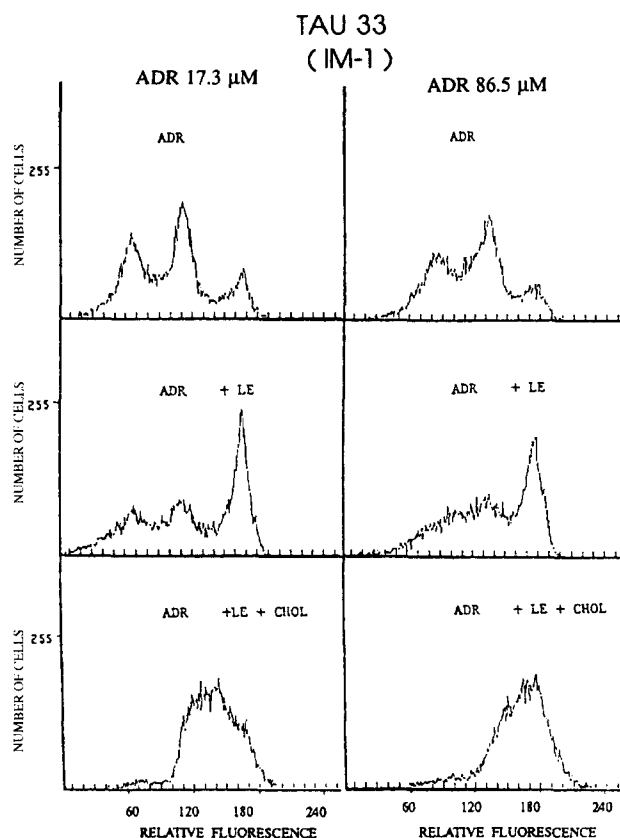 TAU 33
( IM-1 )
ADR 17.3 µM
ADR 86.5 µM
NUMBER OF CELLS
255
ADR
ADR
NUMBER OF CELLS
255
ADR + LE
ADR + LE
NUMBER OF CELLS
255
ADR +LE + CHOL
ADR + LE + CHOL
60 120 180 240
60 120 180 240
RELATIVE FLUORESCENCE
RELATIVE FLUORESCENCE